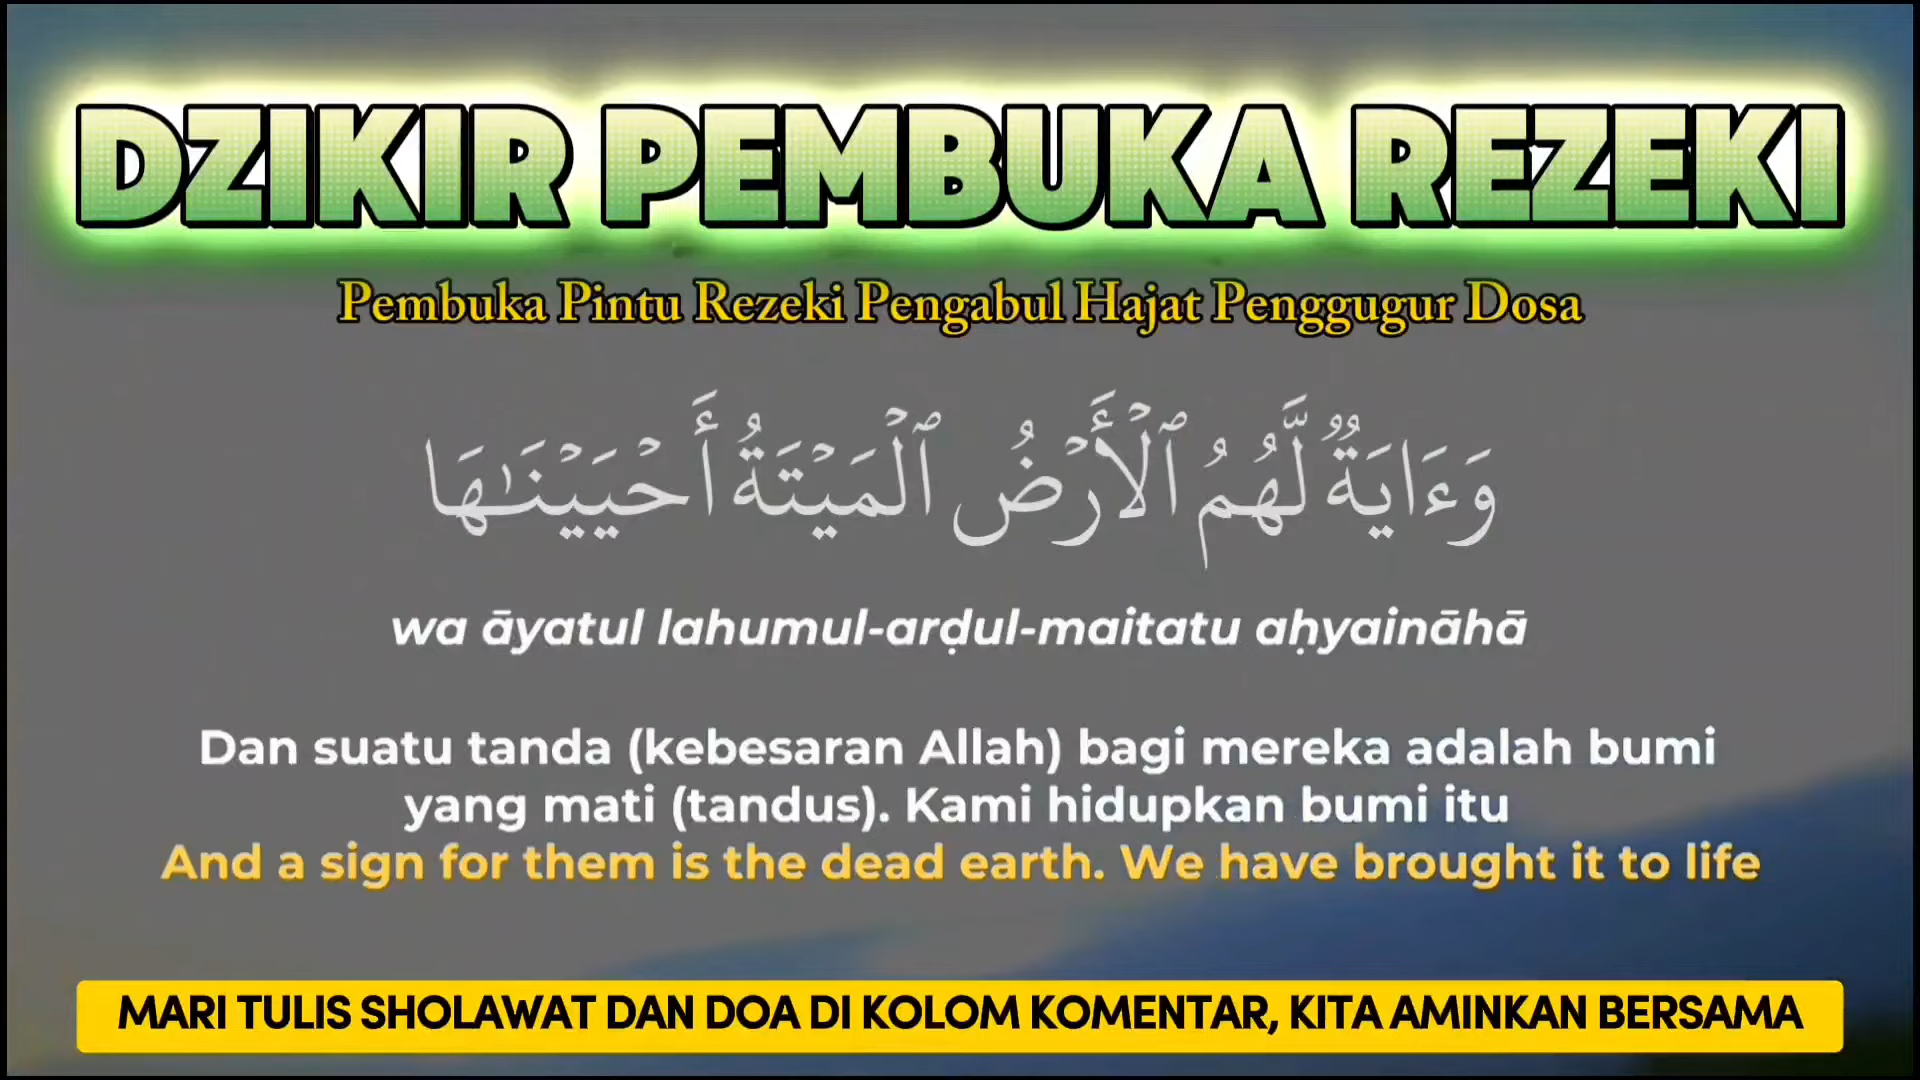 DZIKIR PEMBUKA REZEKI
Pembuka Pintu Rezeki Pengabul Hajat Penggugur Dosa
وَءَايَةٌ لَّهُمُ ٱلْأَرْضُ ٱلْمَيْتَةُ أَحْيَيْنَـٰهَا
wa āyatul lahumul-arḍul-maitatu aḥyaināhā
Dan suatu tanda (kebesaran Allah) bagi mereka adalah bumi
yang mati (tandus). Kami hidupkan bumi itu
And a sign for them is the dead earth. We have brought it to life
MARI TULIS SHOLAWAT DAN DOA DI KOLOM KOMENTAR, KITA AMINKAN BERSAMA